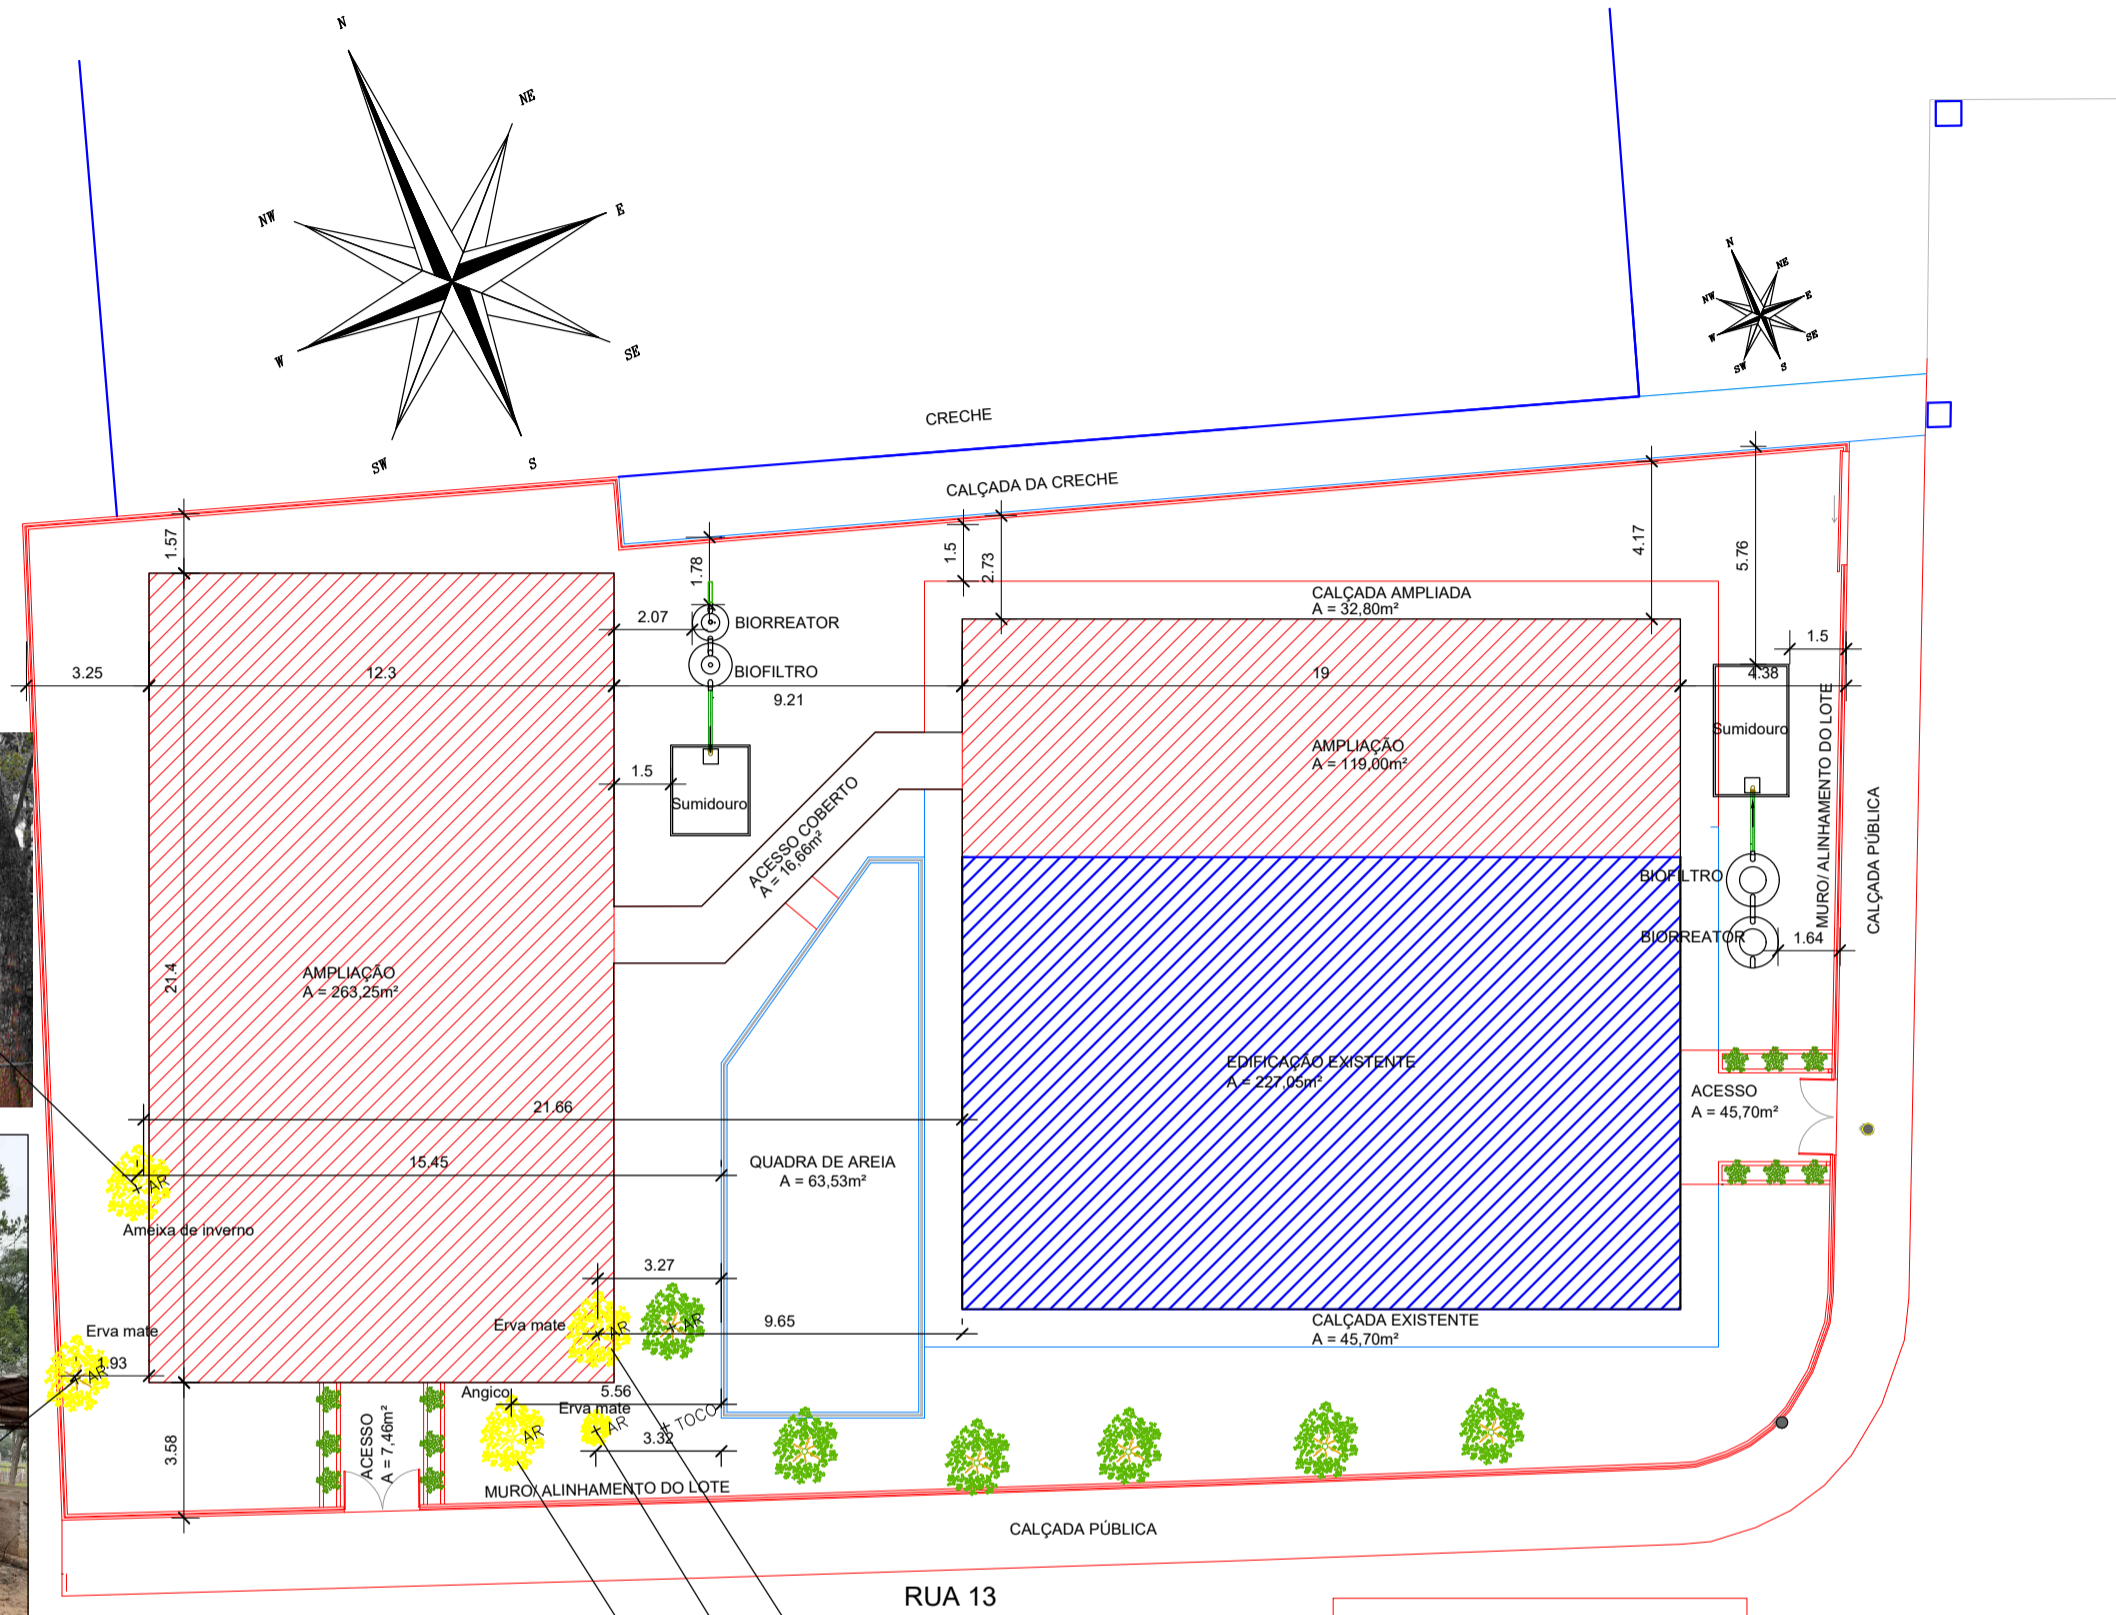 N
NE
NW
E
W
SE
SW
S
N
NE
NW
E
W
SE
SW
S
CRECHE
CALÇADA DA CRECHE
1.57
1.78
1.5
2.73
4.17
5.76
CALÇADA AMPLIADA
A = 32,80m²
2.07
BIORREATOR
1.5
3.25
12.3
BIOFILTRO
9.21
19
4.38
Sumidouro
AMPLIAÇÃO
A = 119,00m²
MURO/ ALINHAMENTO DO LOTE
CALÇADA PÚBLICA
1.5
Sumidouro
ACESSO COBERTO
A = 16,66m²
BIOFILTRO
BIORREATOR
1.64
21.4
AMPLIAÇÃO
A = 263,25m²
EDIFICAÇÃO EXISTENTE
A = 227,05m²
ACESSO
A = 45,70m²
21.66
15.45
QUADRA DE AREIA
A = 63,53m²
AR
Ameixa de inverno
3.27
Erva mate
Erva mate
AR
AR
9.65
CALÇADA EXISTENTE
A = 45,70m²
1.93
AR
Angico
5.56
Erva mate
AR
AR
TOCO
3.32
3.58
ACESSO
A = 7,46m²
MURO/ ALINHAMENTO DO LOTE
CALÇADA PÚBLICA
RUA 13